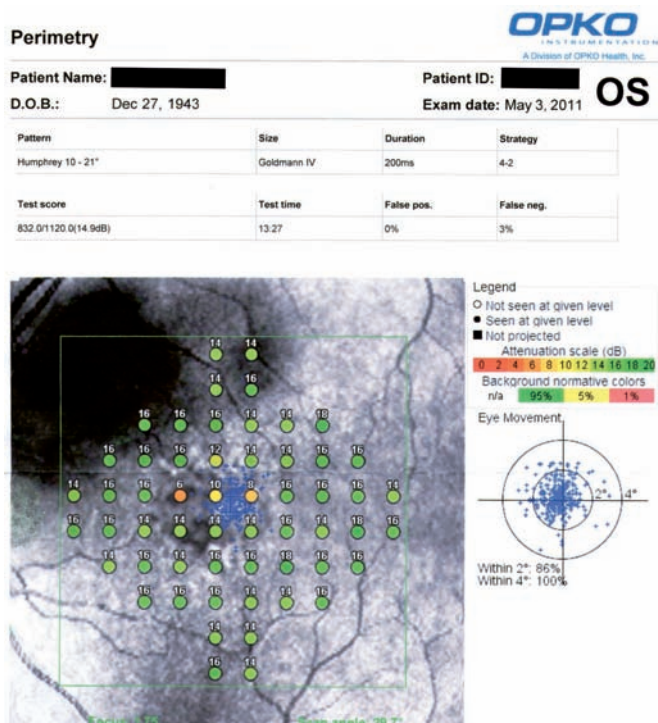 OPKO
INSTRUMENTATION
A Division of OPKO Health, Inc.
Perimetry
Patient Name: Patient ID:
OS
D.O.B.: Dec 27, 1943 Exam date: May 3, 2011
Pattern Size Duration Strategy
Humphrey 10 - 21° Goldmann IV 200ms 4-2
Test score Test time False pos. False neg.
832.0/1120.0(14.9dB) 13:27 0% 3%
14 14
14 16
16 16 16 14 14 18
16 16 16 12 14 14 16 16
14 16 16 6 10 8 16 16 16 14
16 16 14 14 16 14 16 14 18 16
14 16 14 16 16 18 16 16
16 16 16 14 14 16
14 14
16 14
Legend
Not seen at given level
Seen at given level
Not projected
Attenuation scale (dB)
0 2 4 6 8 10 12 14 16 18 20
Background normative colors
n/a 95% 5% 1%
Eye Movement
2° 4°
Within 2°: 86%
Within 4°: 100%